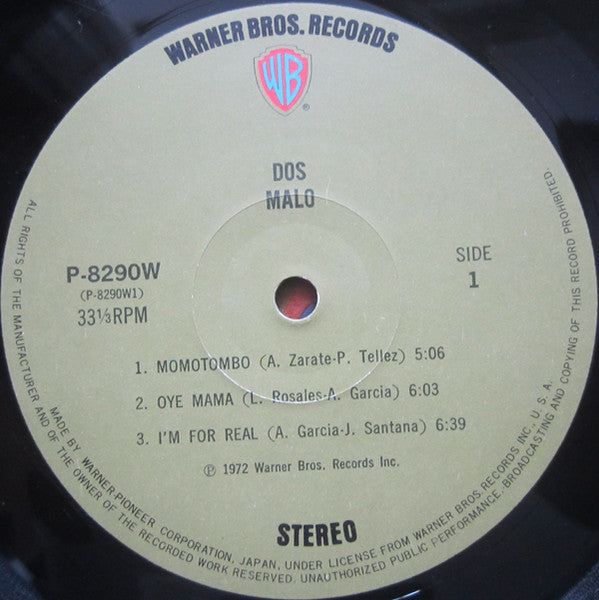 WARNER BROS. RECORDS
WB
®
DOS
MALO
P-8290W
(P-8290W1)
33⅓RPM
SIDE
1
1. MOMOTOMBO (A. Zarate-P. Tellez) 5:06
2. OYE MAMA (L. Rosales-A. Garcia) 6:03
3. I'M FOR REAL (A. Garcia-J. Santana) 6:39
℗ 1972 Warner Bros. Records Inc.
STEREO
MADE BY WARNER-PIONEER CORPORATION, JAPAN, UNDER LICENSE FROM WARNER BROS. RECORDS INC., U.S.A.
ALL RIGHTS OF THE MANUFACTURER AND OF THE OWNER OF THE RECORDED WORK RESERVED. UNAUTHORIZED PUBLIC PERFORMANCE, BROADCASTING AND COPYING OF THIS RECORD PROHIBITED